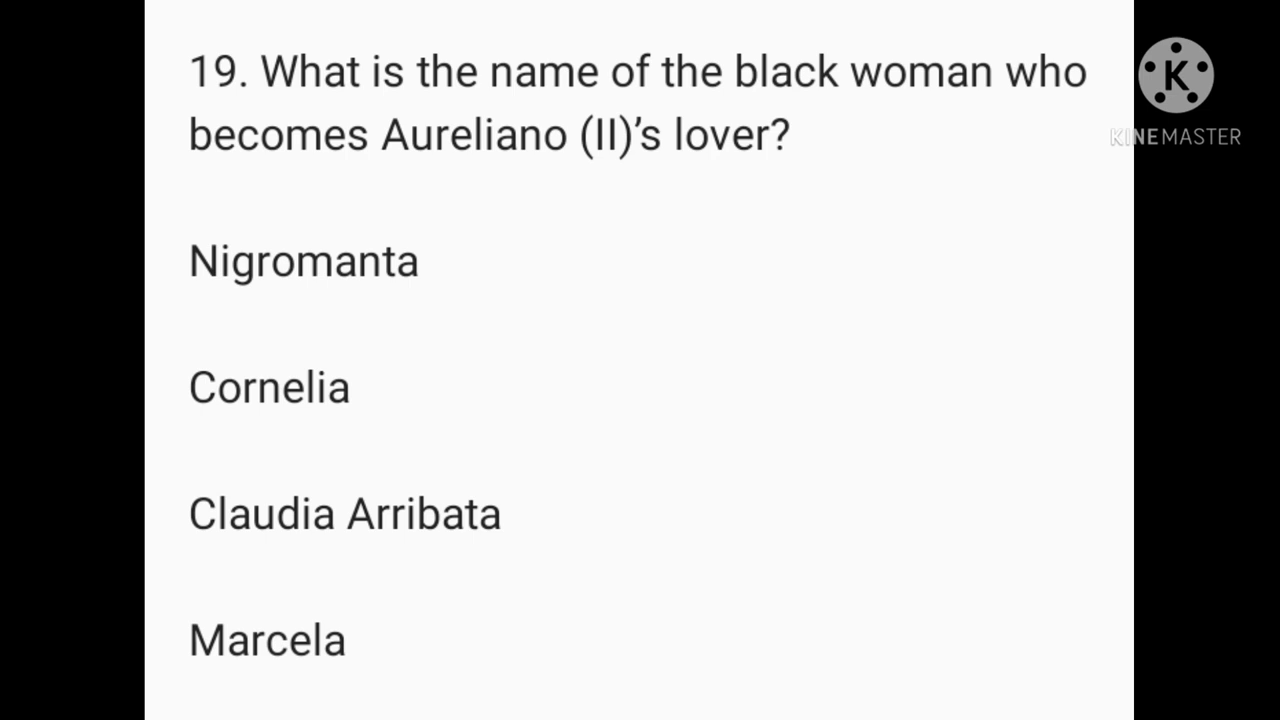 19. What is the name of the black woman who
becomes Aureliano (II)’s lover?
Nigromanta
Cornelia
Claudia Arribata
Marcela
K
KINEMASTER